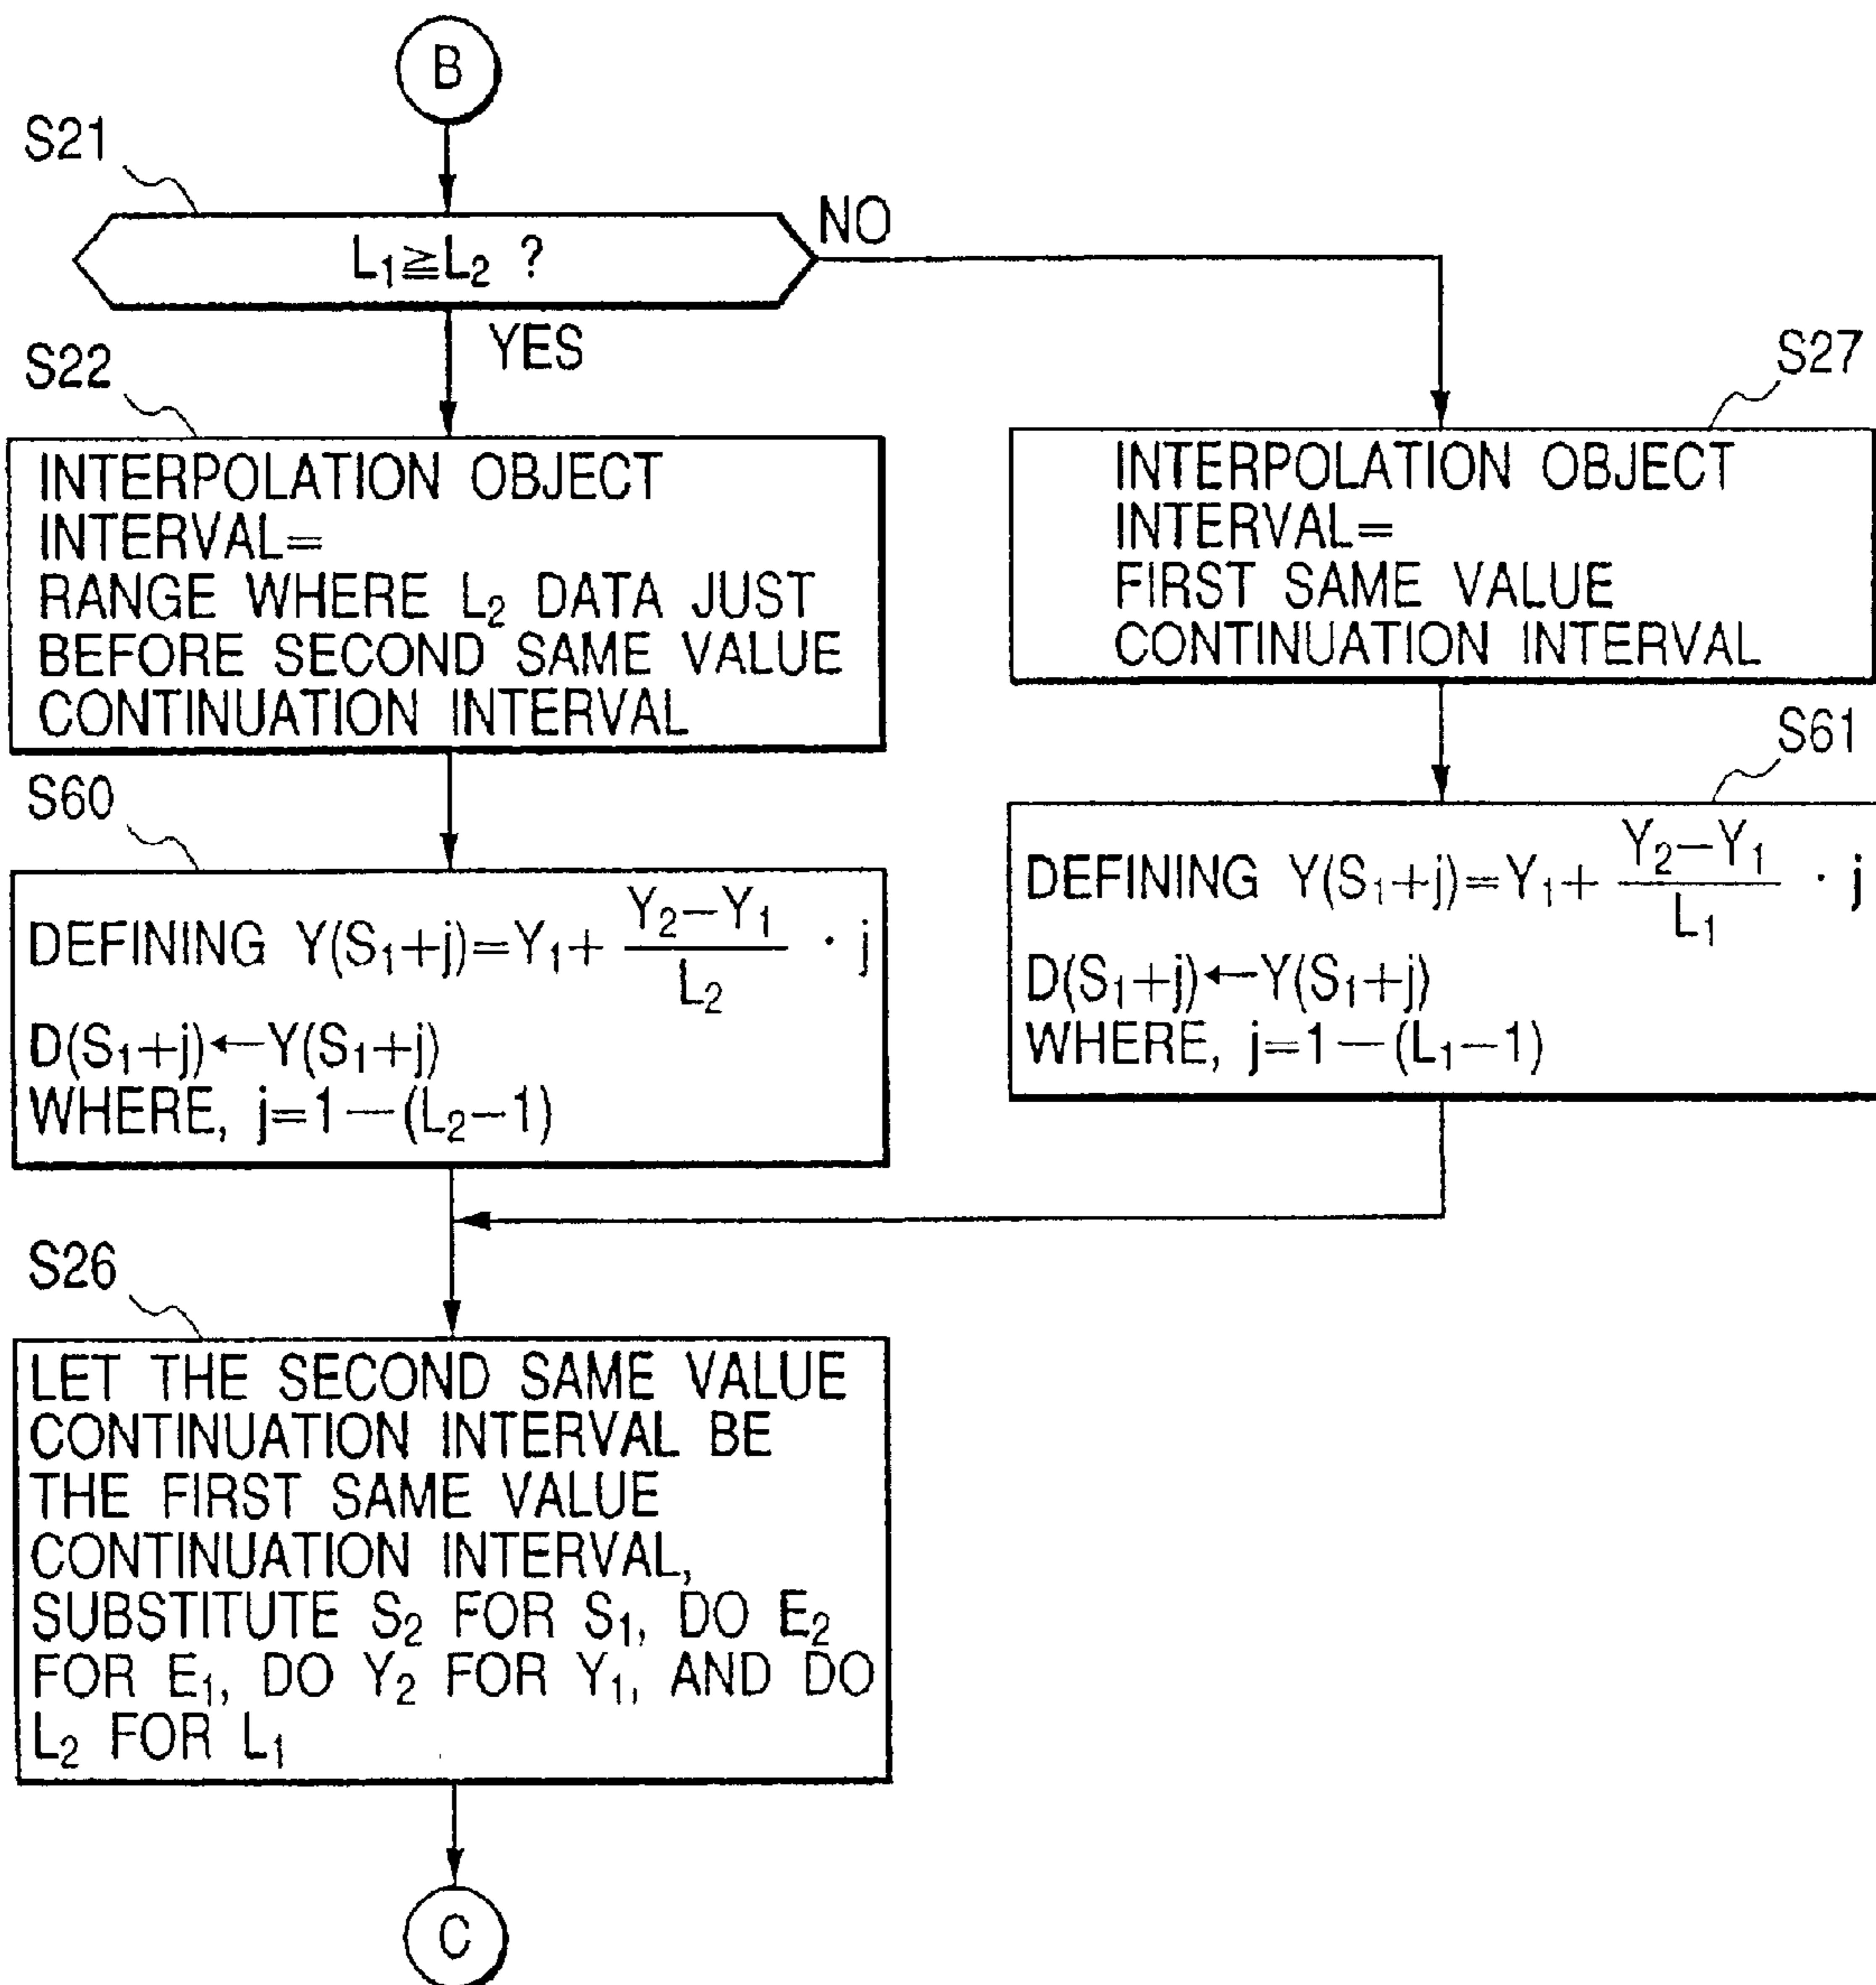 B
S21
L₁≧L₂ ?
NO
YES
S22
INTERPOLATION OBJECT
INTERVAL=
RANGE WHERE L₂ DATA JUST
BEFORE SECOND SAME VALUE
CONTINUATION INTERVAL
S27
INTERPOLATION OBJECT
INTERVAL=
FIRST SAME VALUE
CONTINUATION INTERVAL
S60
DEFINING Y(S₁+j)=Y₁+ (Y₂−Y₁)/L₂ · j
D(S₁+j)←Y(S₁+j)
WHERE, j=1—(L₂−1)
S61
DEFINING Y(S₁+j)=Y₁+ (Y₂−Y₁)/L₁ · j
D(S₁+j)←Y(S₁+j)
WHERE, j=1—(L₁−1)
S26
LET THE SECOND SAME VALUE
CONTINUATION INTERVAL BE
THE FIRST SAME VALUE
CONTINUATION INTERVAL,
SUBSTITUTE S₂ FOR S₁, DO E₂
FOR E₁, DO Y₂ FOR Y₁, AND DO
L₂ FOR L₁
C